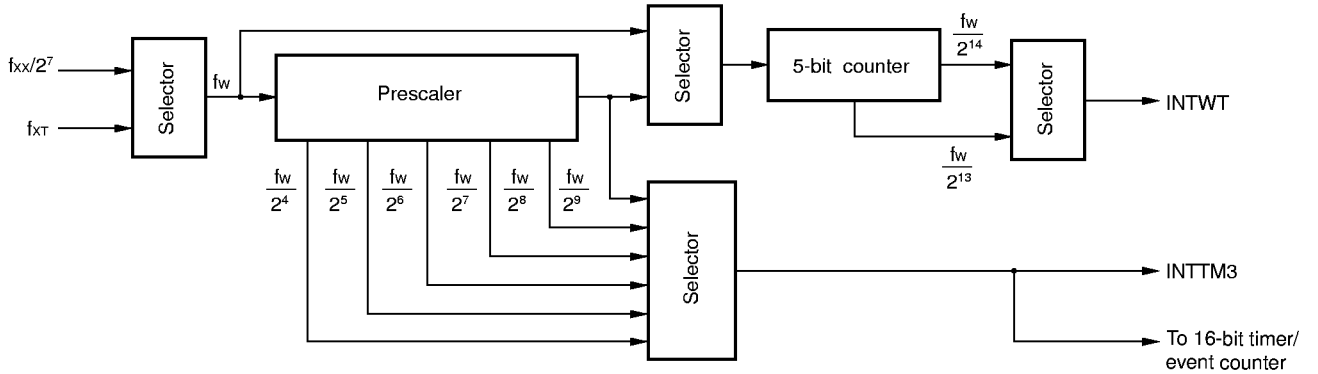 fXX/2⁷
fXT
Selector
fW
Prescaler
fW/2⁴
fW/2⁵
fW/2⁶
fW/2⁷
fW/2⁸
fW/2⁹
Selector
5-bit counter
fW/2¹⁴
fW/2¹³
Selector
INTWT
Selector
INTTM3
To 16-bit timer/
event counter